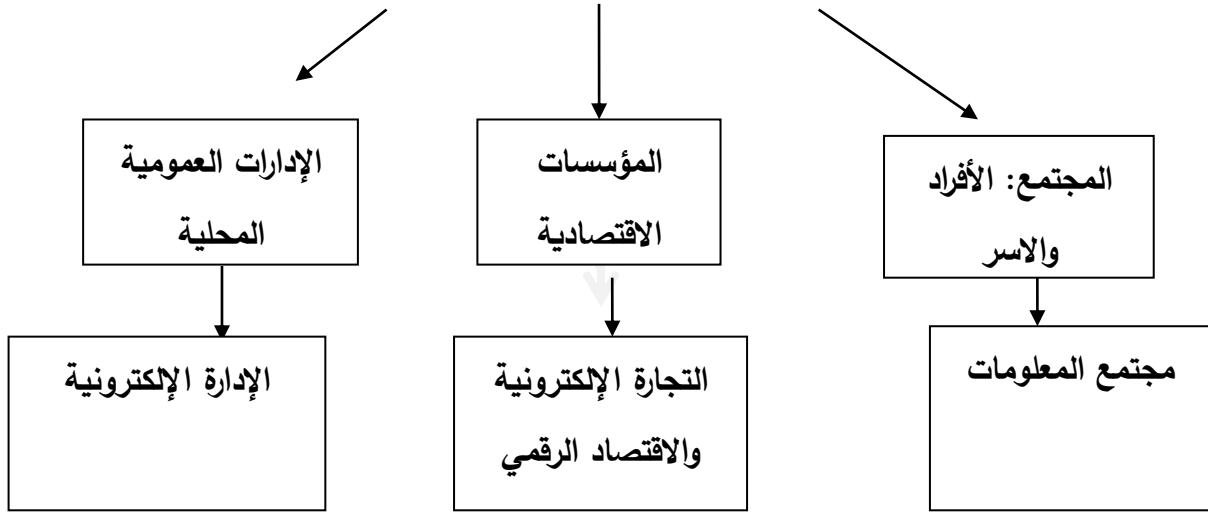 المجتمع: الأفراد
والاسر
المؤسسات
الاقتصادية
الإدارات العمومية
المحلية
مجتمع المعلومات
التجارة الإلكترونية
والاقتصاد الرقمي
الإدارة الإلكترونية